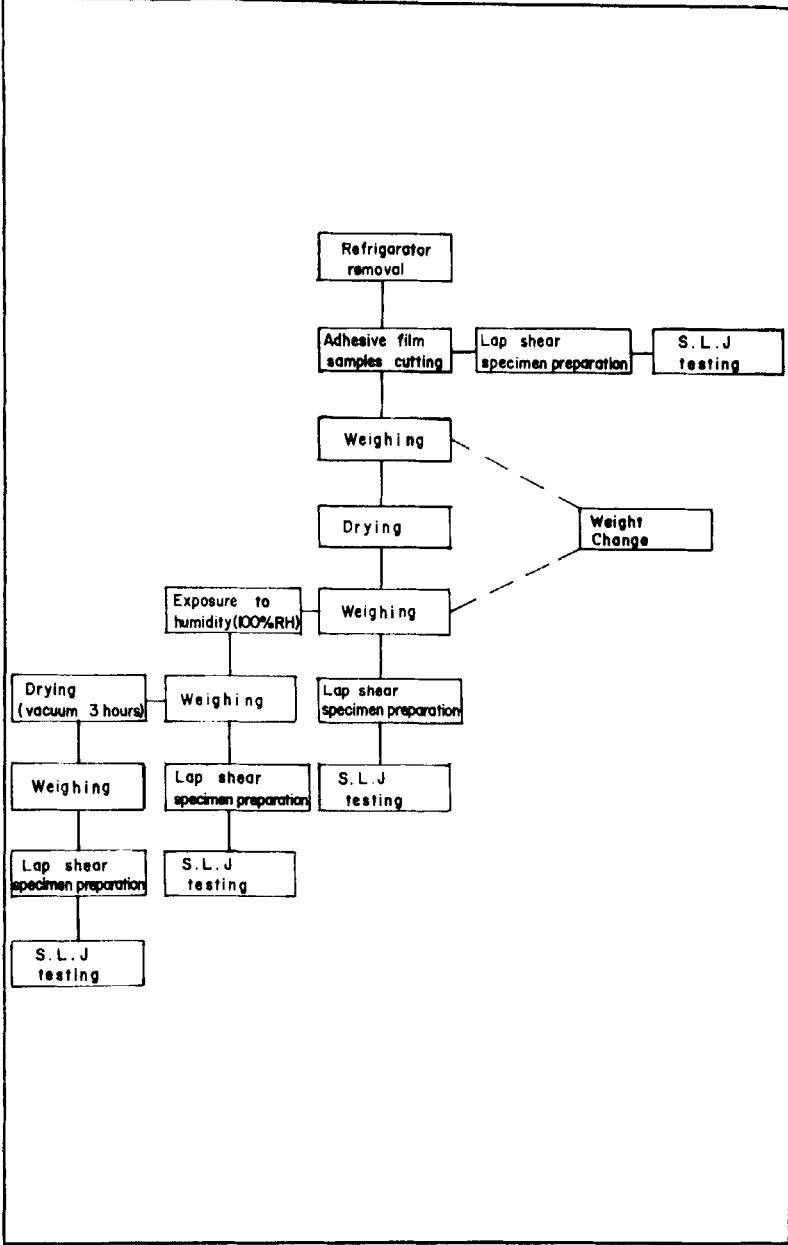 Refrigarator
removal
Adhesive film
samples cutting
Lap shear
specimen preparation
S.L.J
testing
Weighing
Drying
Weight
Change
Exposure to
humidity(100%RH)
Weighing
Drying
(vacuum 3 hours)
Weighing
Lap shear
specimen preparation
Weighing
Lap shear
specimen preparation
S.L.J
testing
Lap shear
specimen preparation
S.L.J
testing
S.L.J
testing